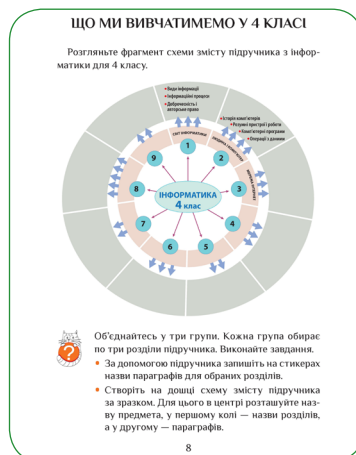 ЩО МИ ВИВЧАТИМЕМО У 4 КЛАСІ
Розгляньте фрагмент схеми змісту підручника з інфор-
матики для 4 класу.
• Види інформації
• Інформаційні процеси
• Доброчесність і
авторське право
• Історія комп'ютерів
• Розумні пристрої і роботи
• Комп'ютерні програми
• Операції з даними
СВІТ ІНФОРМАТИКИ
1
2
3
4
5
6
7
8
9
ІНФОРМАТИКА
4 клас
?
Об'єднайтесь у три групи. Кожна група обирає
по три розділи підручника. Виконайте завдання.
• За допомогою підручника запишіть на стикерах
назви параграфів для обраних розділів.
• Створіть на дошці схему змісту підручника
за зразком. Для цього в центрі розташуйте наз-
ву предмета, у першому колі — назви розділів,
а у другому — параграфів.
8